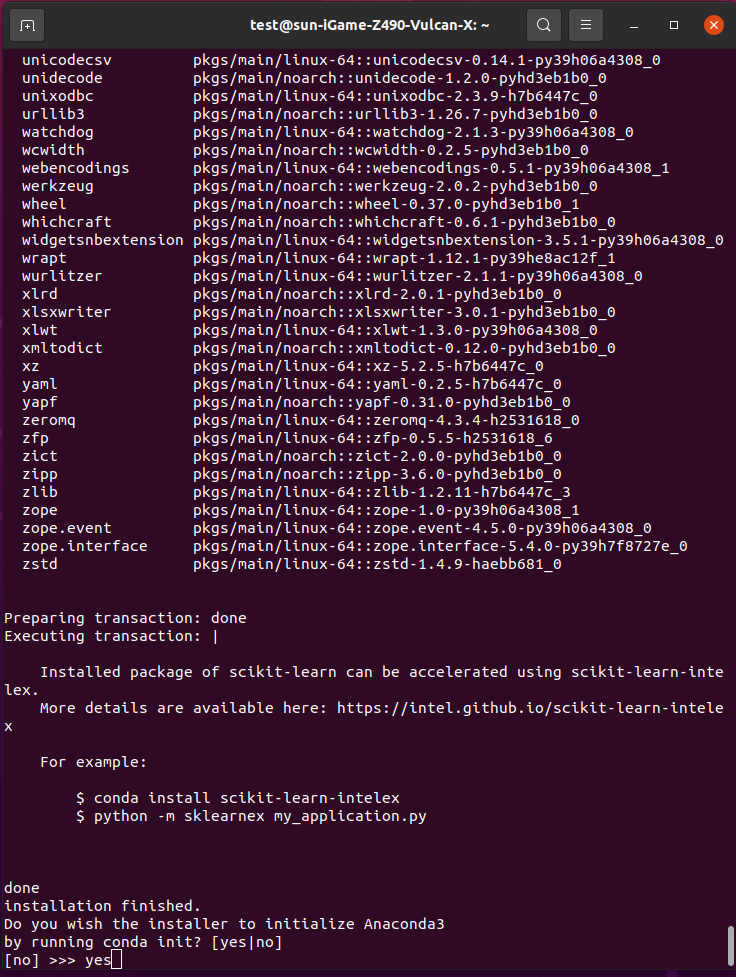 test@sun-iGame-Z490-Vulcan-X: ~
unicodecsv pkgs/main/linux-64::unicodecsv-0.14.1-py39h06a4308_0
unidecode pkgs/main/noarch::unidecode-1.2.0-pyhd3eb1b0_0
unixodbc pkgs/main/linux-64::unixodbc-2.3.9-h7b6447c_0
urllib3 pkgs/main/noarch::urllib3-1.26.7-pyhd3eb1b0_0
watchdog pkgs/main/linux-64::watchdog-2.1.3-py39h06a4308_0
wcwidth pkgs/main/noarch::wcwidth-0.2.5-pyhd3eb1b0_0
webencodings pkgs/main/linux-64::webencodings-0.5.1-py39h06a4308_1
werkzeug pkgs/main/noarch::werkzeug-2.0.2-pyhd3eb1b0_0
wheel pkgs/main/noarch::wheel-0.37.0-pyhd3eb1b0_1
whichcraft pkgs/main/noarch::whichcraft-0.6.1-pyhd3eb1b0_0
widgetsnbextension pkgs/main/linux-64::widgetsnbextension-3.5.1-py39h06a4308_0
wrapt pkgs/main/linux-64::wrapt-1.12.1-py39he8ac12f_1
wurlitzer pkgs/main/linux-64::wurlitzer-2.1.1-py39h06a4308_0
xlrd pkgs/main/noarch::xlrd-2.0.1-pyhd3eb1b0_0
xlsxwriter pkgs/main/noarch::xlsxwriter-3.0.1-pyhd3eb1b0_0
xlwt pkgs/main/linux-64::xlwt-1.3.0-py39h06a4308_0
xmltodict pkgs/main/noarch::xmltodict-0.12.0-pyhd3eb1b0_0
xz pkgs/main/linux-64::xz-5.2.5-h7b6447c_0
yaml pkgs/main/linux-64::yaml-0.2.5-h7b6447c_0
yapf pkgs/main/noarch::yapf-0.31.0-pyhd3eb1b0_0
zeromq pkgs/main/linux-64::zeromq-4.3.4-h2531618_0
zfp pkgs/main/linux-64::zfp-0.5.5-h2531618_6
zict pkgs/main/noarch::zict-2.0.0-pyhd3eb1b0_0
zipp pkgs/main/noarch::zipp-3.6.0-pyhd3eb1b0_0
zlib pkgs/main/linux-64::zlib-1.2.11-h7b6447c_3
zope pkgs/main/linux-64::zope-1.0-py39h06a4308_1
zope.event pkgs/main/linux-64::zope.event-4.5.0-py39h06a4308_0
zope.interface pkgs/main/linux-64::zope.interface-5.4.0-py39h7f8727e_0
zstd pkgs/main/linux-64::zstd-1.4.9-haebb681_0
Preparing transaction: done
Executing transaction: |
Installed package of scikit-learn can be accelerated using scikit-learn-inte
lex.
More details are available here: https://intel.github.io/scikit-learn-intele
x
For example:
$ conda install scikit-learn-intelex
$ python -m sklearnex my_application.py
done
installation finished.
Do you wish the installer to initialize Anaconda3
by running conda init? [yes|no]
[no] >>> yes